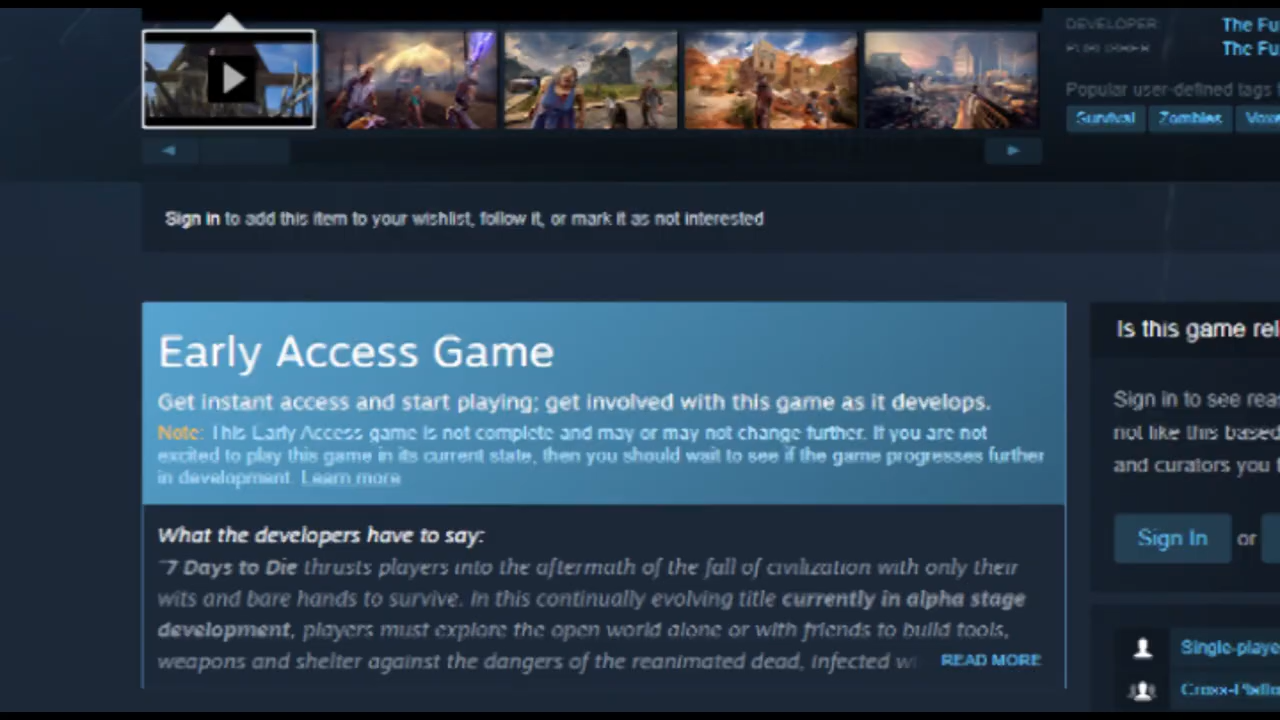 DEVELOPER: The Fu
PUBLISHER: The Fu
Popular user-defined tags
Survival Zombies
Sign in to add this item to your wishlist, follow it, or mark it as not interested
Early Access Game
Get instant access and start playing; get involved with this game as it develops.
Note: This Early Access game is not complete and may or may not change further. If you are not
excited to play this game in its current state, then you should wait to see if the game progresses further
in development. Learn more
What the developers have to say:
"7 Days to Die thrusts players into the aftermath of the fall of civilization with only their
wits and bare hands to survive. In this continually evolving title currently in alpha stage
development, players must explore the open world alone or with friends to build tools,
weapons and shelter against the dangers of the reanimated dead, infected wi READ MORE
Is this game rel
Sign in to see rea
not like this based
and curators you
Sign In or
Single-playe
Cross-Platfo